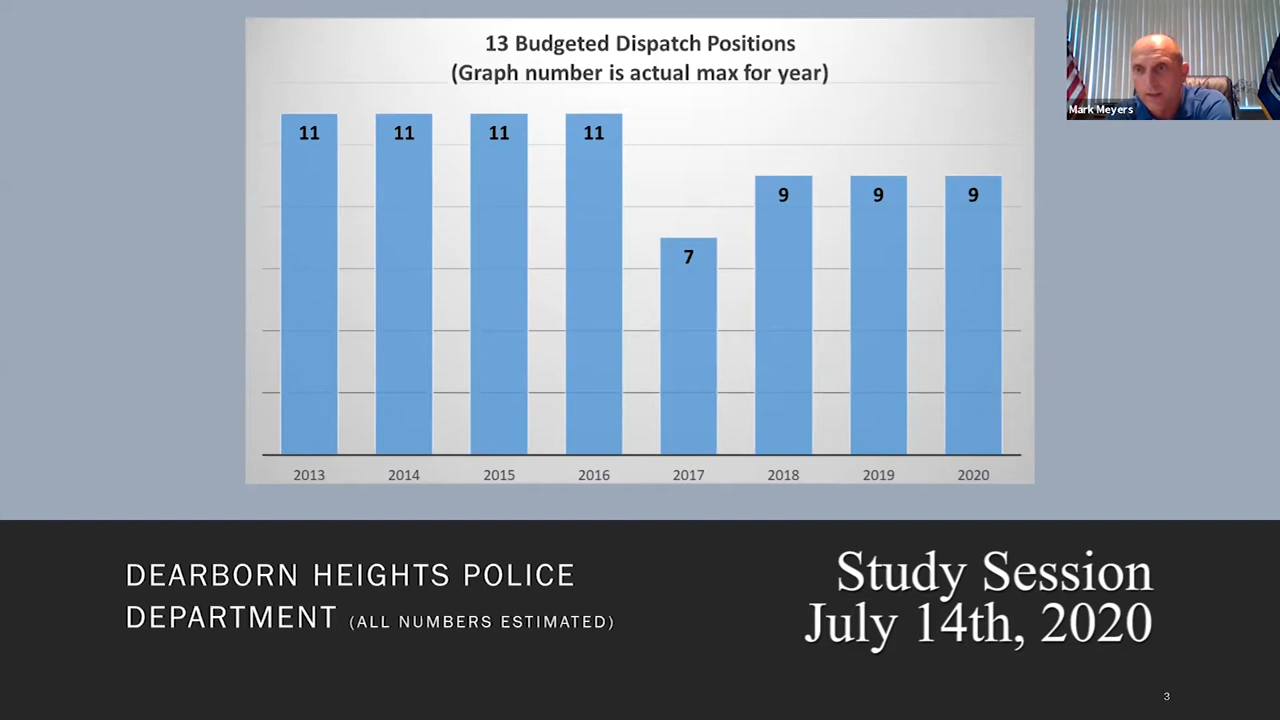 13 Budgeted Dispatch Positions
(Graph number is actual max for year)
11
11
11
11
7
9
9
9
2013
2014
2015
2016
2017
2018
2019
2020
Mark Meyers
DEARBORN HEIGHTS POLICE
DEPARTMENT (ALL NUMBERS ESTIMATED)
Study Session
July 14th, 2020
3